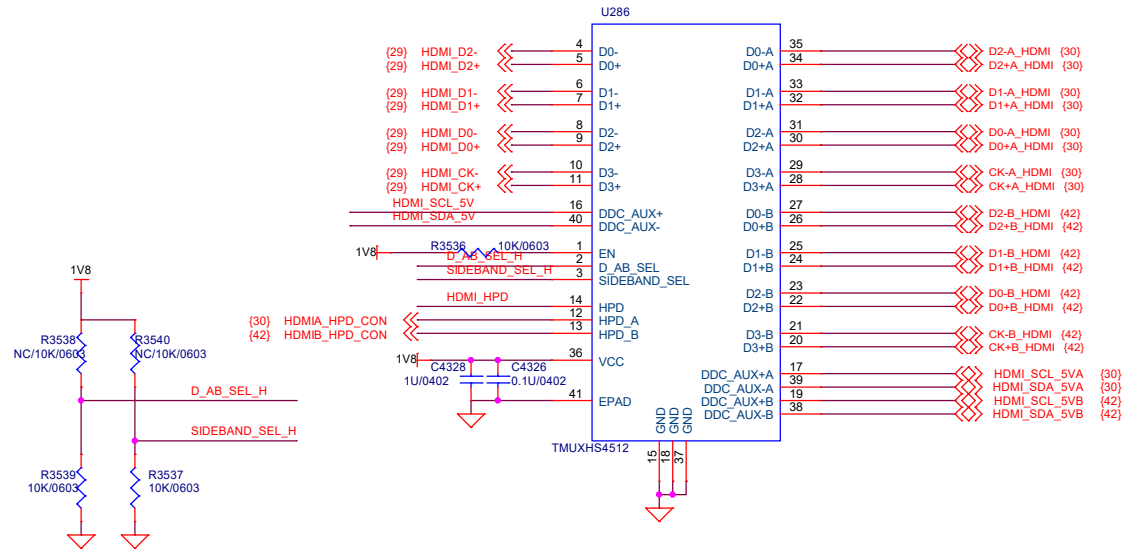 U286
{29} HDMI_D2- 4 D0- D0-A 35 D2-A_HDMI {30}
{29} HDMI_D2+ 5 D0+ D0+A 34 D2+A_HDMI {30}
{29} HDMI_D1- 6 D1- D1-A 33 D1-A_HDMI {30}
{29} HDMI_D1+ 7 D1+ D1+A 32 D1+A_HDMI {30}
{29} HDMI_D0- 8 D2- D2-A 31 D0-A_HDMI {30}
{29} HDMI_D0+ 9 D2+ D2+A 30 D0+A_HDMI {30}
{29} HDMI_CK- 10 D3- D3-A 29 CK-A_HDMI {30}
{29} HDMI_CK+ 11 D3+ D3+A 28 CK+A_HDMI {30}
HDMI_SCL_5V 16 DDC_AUX+ D0-B 27 D2-B_HDMI {42}
HDMI_SDA_5V 40 DDC_AUX- D0+B 26 D2+B_HDMI {42}
1V8 R3536 10K/0603 1 EN D1-B 25 D1-B_HDMI {42}
D_AB_SEL_H 2 D_AB_SEL D1+B 24 D1+B_HDMI {42}
SIDEBAND_SEL_H 3 SIDEBAND_SEL
D2-B 23 D0-B_HDMI {42}
HDMI_HPD 14 HPD D2+B 22 D0+B_HDMI {42}
{30} HDMIA_HPD_CON 12 HPD_A
{42} HDMIB_HPD_CON 13 HPD_B D3-B 21 CK-B_HDMI {42}
D3+B 20 CK+B_HDMI {42}
1V8 36 VCC
C4328 C4326
1U/0402 0.1U/0402
DDC_AUX+A 17 HDMI_SCL_5VA {30}
DDC_AUX-A 39 HDMI_SDA_5VA {30}
41 EPAD DDC_AUX+B 19 HDMI_SCL_5VB {42}
DDC_AUX-B 38 HDMI_SDA_5VB {42}
GND GND GND
TMUXHS4512
15 18 37
1V8
R3538 R3540
NC/10K/0603 NC/10K/0603
D_AB_SEL_H
SIDEBAND_SEL_H
R3539 R3537
10K/0603 10K/0603